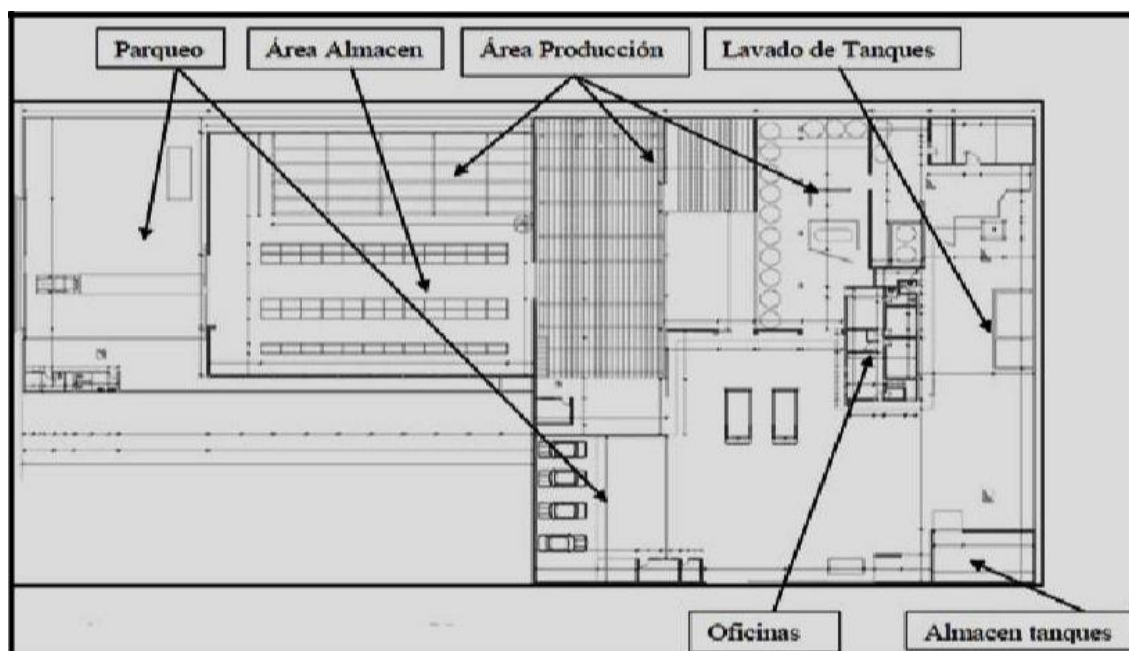 Parqueo
Área Almacen
Área Producción
Lavado de Tanques
Oficinas
Almacen tanques